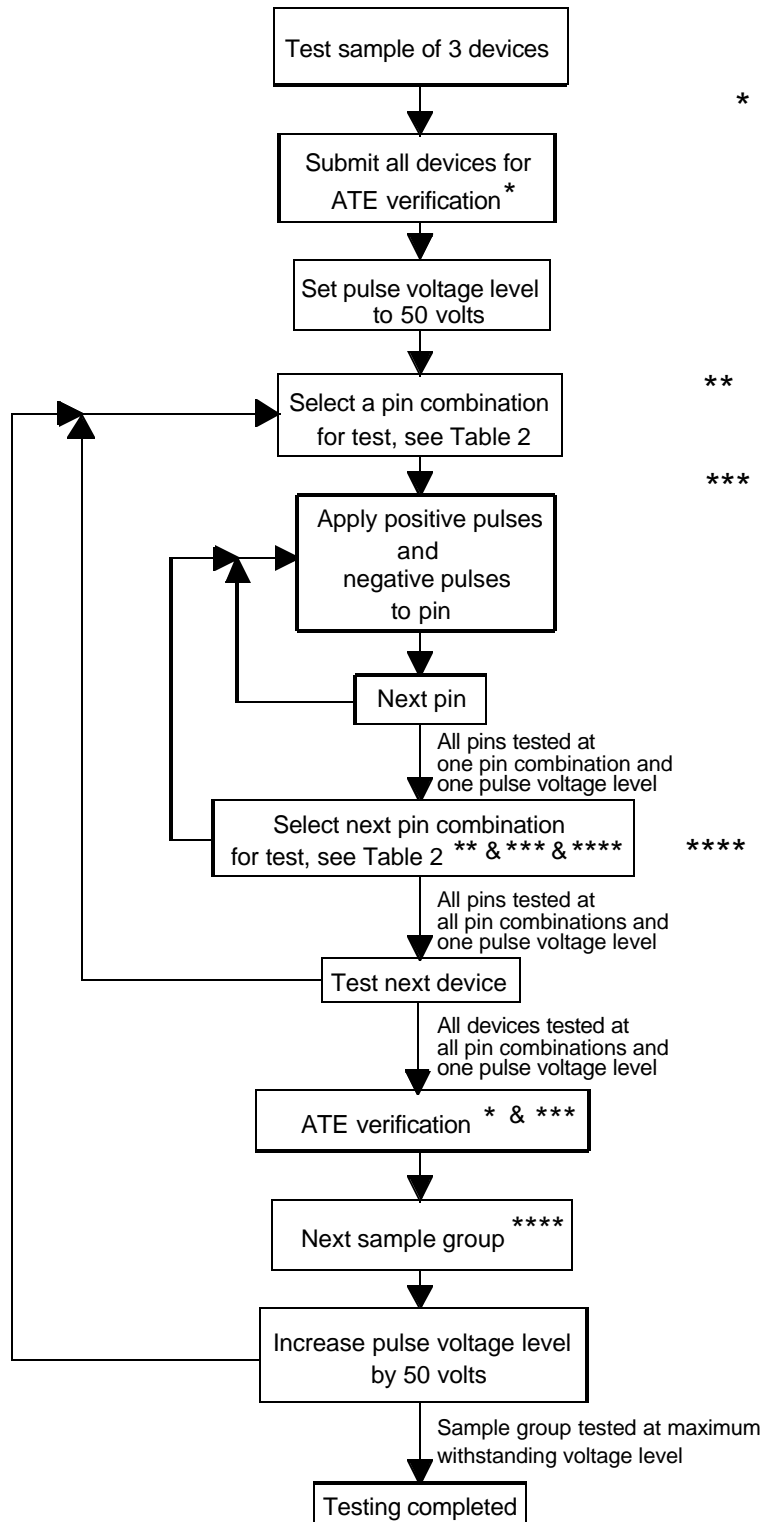 Test sample of 3 devices
*
Submit all devices for
ATE verification *
Set pulse voltage level
to 50 volts
**
Select a pin combination
for test, see Table 2
***
Apply positive pulses
and
negative pulses
to pin
Next pin
All pins tested at
one pin combination and
one pulse voltage level
Select next pin combination
for test, see Table 2 ** & *** & ****
****
All pins tested at
all pin combinations and
one pulse voltage level
Test next device
All devices tested at
all pin combinations and
one pulse voltage level
ATE verification * & ***
Next sample group ****
Increase pulse voltage level
by 50 volts
Sample group tested at maximum
withstanding voltage level
Testing completed